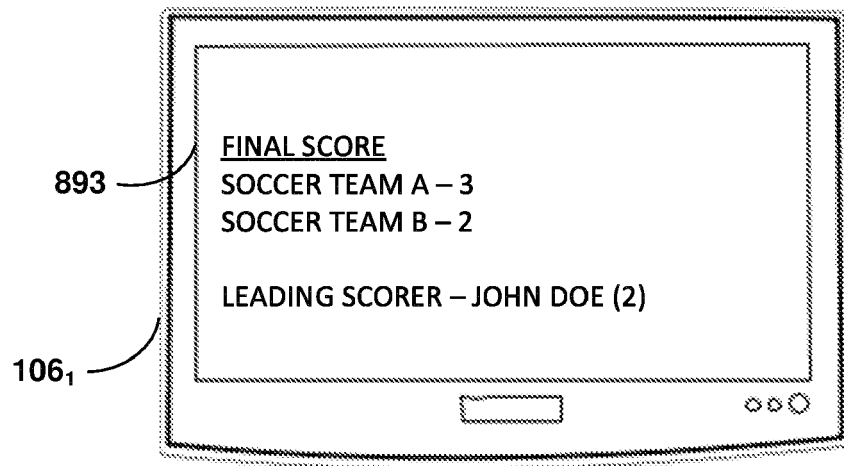 FINAL SCORE
893
SOCCER TEAM A – 3
SOCCER TEAM B – 2
LEADING SCORER – JOHN DOE (2)
106₁